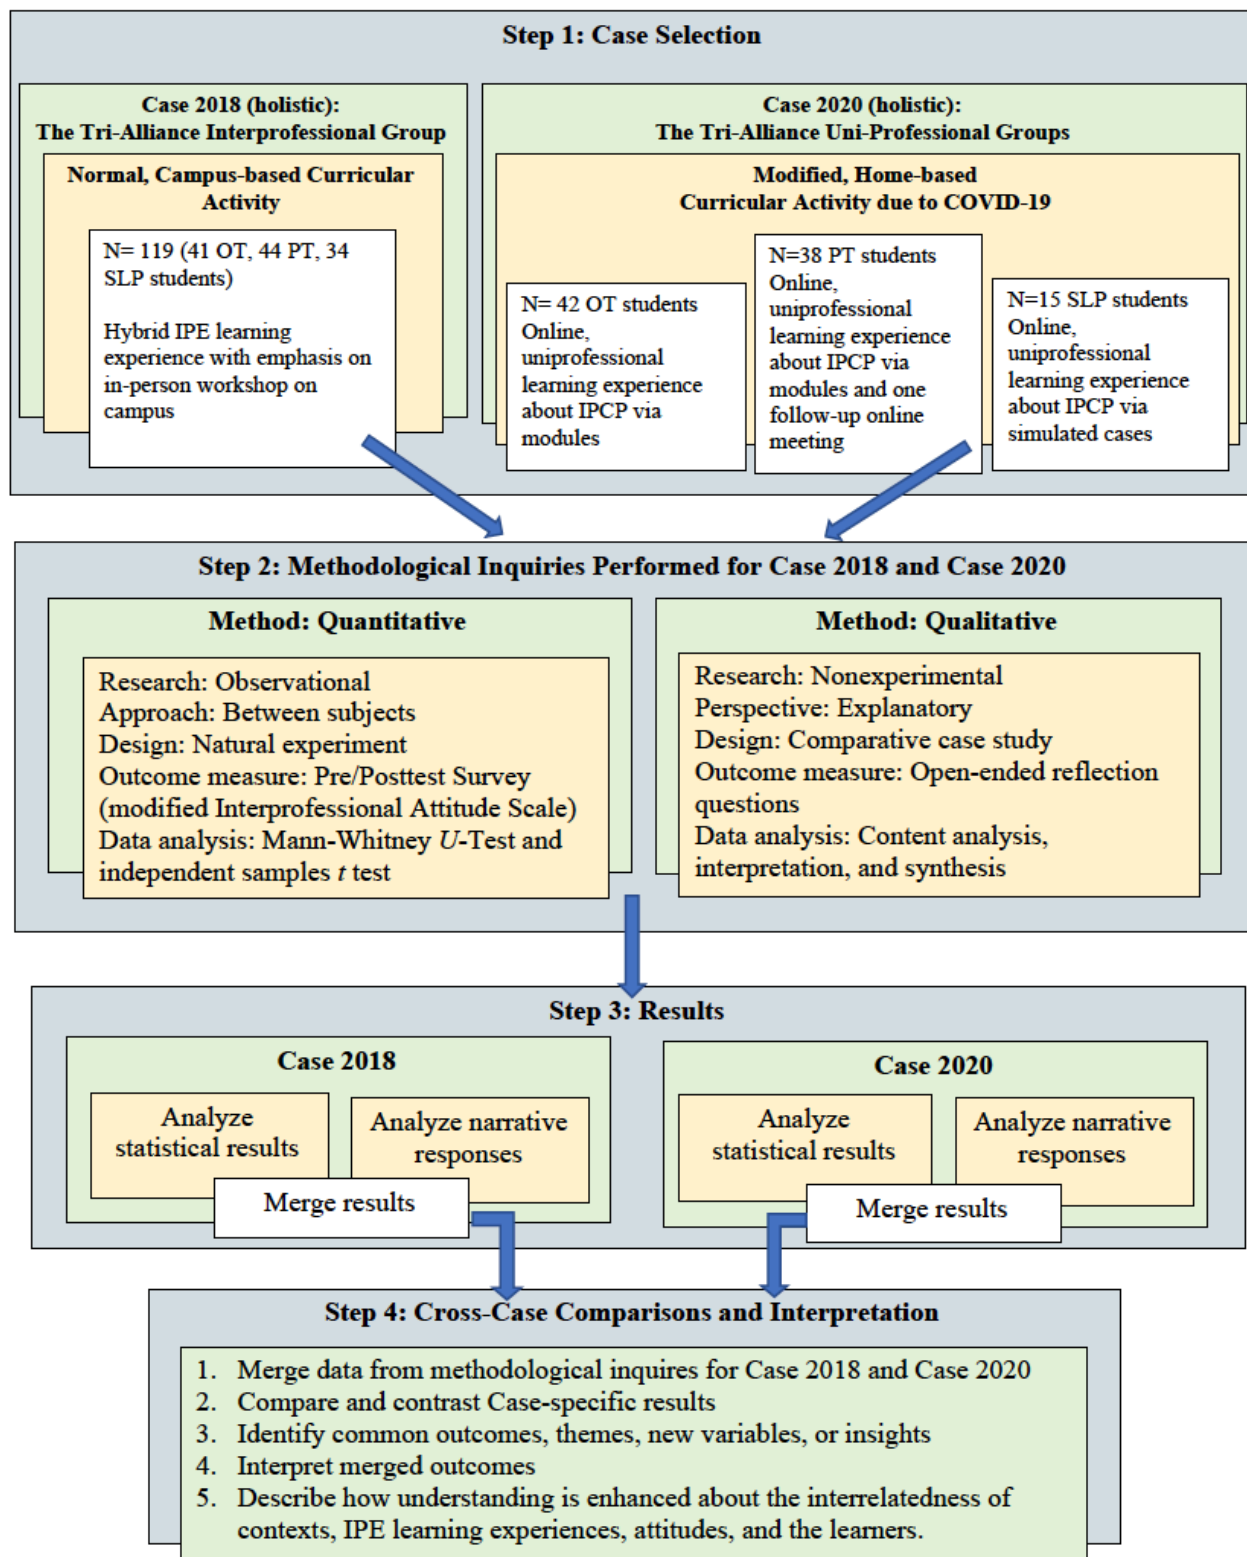 Step 1: Case Selection
Case 2018 (holistic):
The Tri-Alliance Interprofessional Group
Normal, Campus-based Curricular
Activity
N= 119 (41 OT, 44 PT, 34
SLP students)
Hybrid IPE learning
experience with emphasis on
in-person workshop on
campus
Case 2020 (holistic):
The Tri-Alliance Uni-Professional Groups
Modified, Home-based
Curricular Activity due to COVID-19
N= 42 OT students
Online,
uniprofessional
learning experience
about IPCP via
modules
N=38 PT students
Online,
uniprofessional
learning experience
about IPCP via
modules and one
follow-up online
meeting
N=15 SLP students
Online,
uniprofessional
learning experience
about IPCP via
simulated cases
Step 2: Methodological Inquiries Performed for Case 2018 and Case 2020
Method: Quantitative
Research: Observational
Approach: Between subjects
Design: Natural experiment
Outcome measure: Pre/Posttest Survey
(modified Interprofessional Attitude Scale)
Data analysis: Mann-Whitney U-Test and
independent samples t test
Method: Qualitative
Research: Nonexperimental
Perspective: Explanatory
Design: Comparative case study
Outcome measure: Open-ended reflection
questions
Data analysis: Content analysis,
interpretation, and synthesis
Step 3: Results
Case 2018
Analyze
statistical results
Analyze narrative
responses
Merge results
Case 2020
Analyze
statistical results
Analyze narrative
responses
Merge results
Step 4: Cross-Case Comparisons and Interpretation
1. Merge data from methodological inquires for Case 2018 and Case 2020
2. Compare and contrast Case-specific results
3. Identify common outcomes, themes, new variables, or insights
4. Interpret merged outcomes
5. Describe how understanding is enhanced about the interrelatedness of
contexts, IPE learning experiences, attitudes, and the learners.